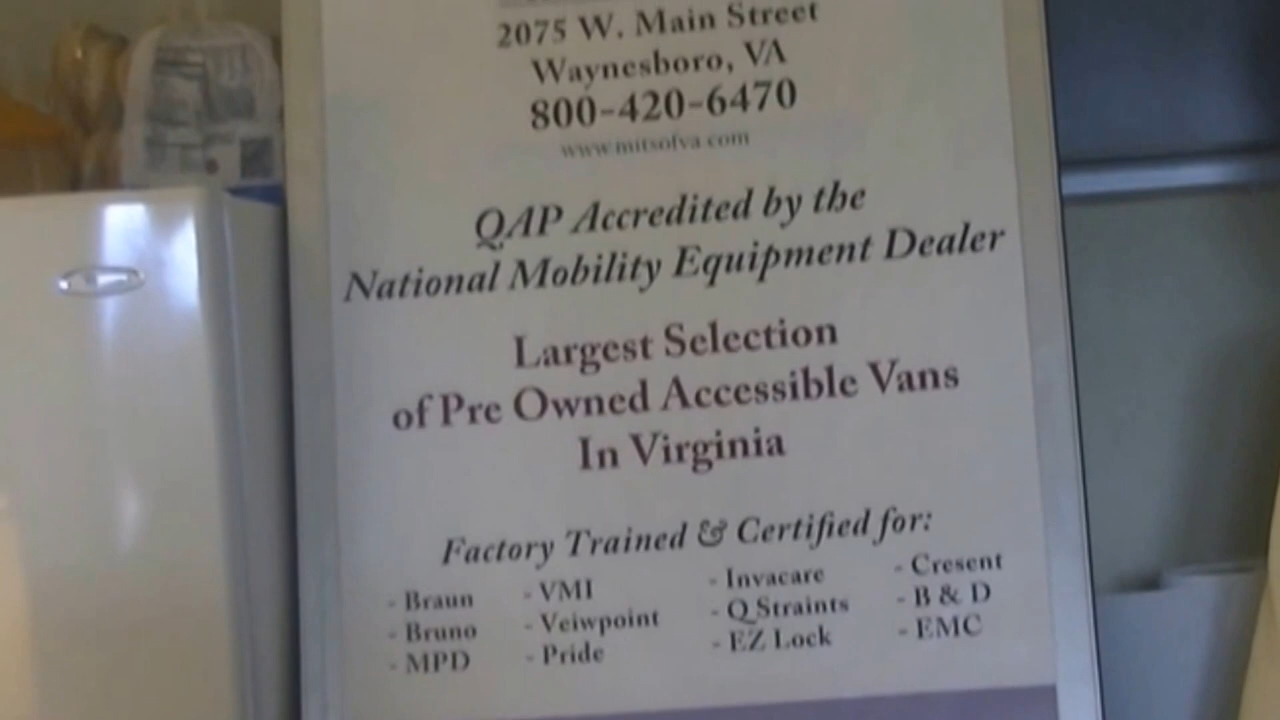 2075 W. Main Street
Waynesboro, VA
800-420-6470
www.mitsofva.com
QAP Accredited by the
National Mobility Equipment Dealer
Largest Selection
of Pre Owned Accessible Vans
In Virginia
Factory Trained & Certified for:
- Braun - VMI - Invacare - Cresent
- Bruno - Veiwpoint - Q Straints - B & D
- MPD - Pride - EZ Lock - EMC